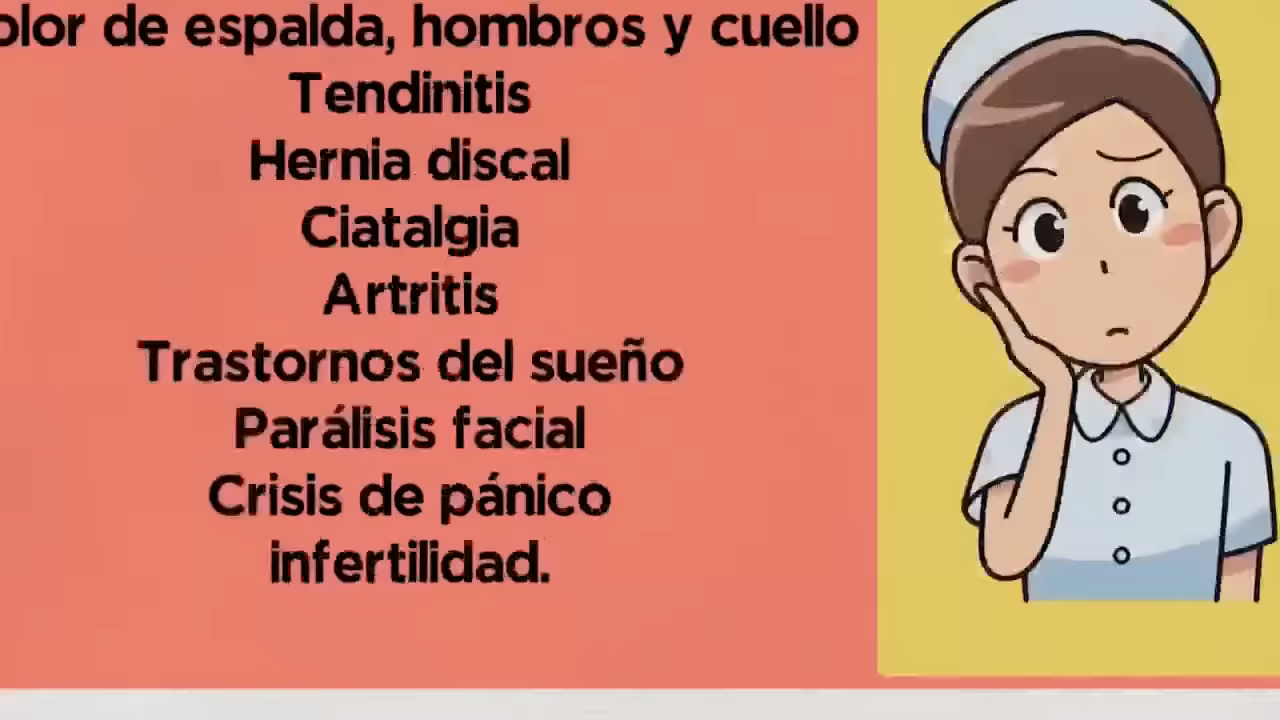 olor de espalda, hombros y cuello
Tendinitis
Hernia discal
Ciatalgia
Artritis
Trastornos del sueño
Parálisis facial
Crisis de pánico
infertilidad.